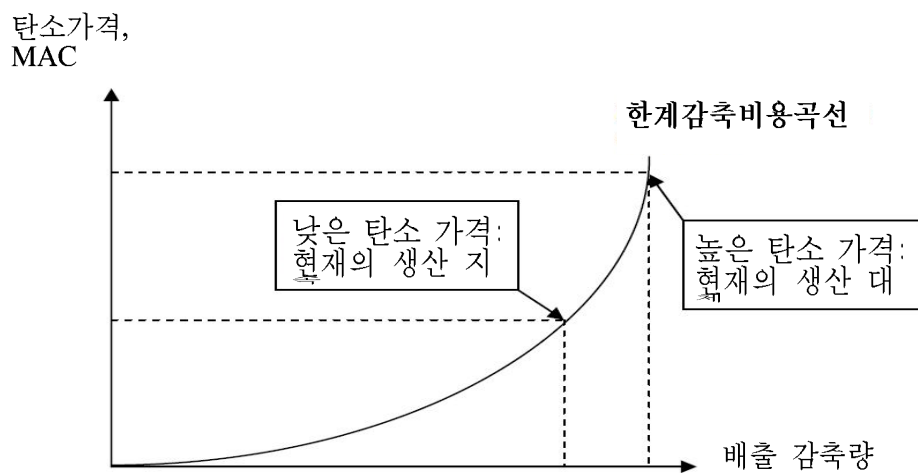 탄소가격,
MAC
한계감축비용곡선
낮은 탄소 가격:
현재의 생산 지
높은 탄소 가격:
현재의 생산 대
배출 감축량